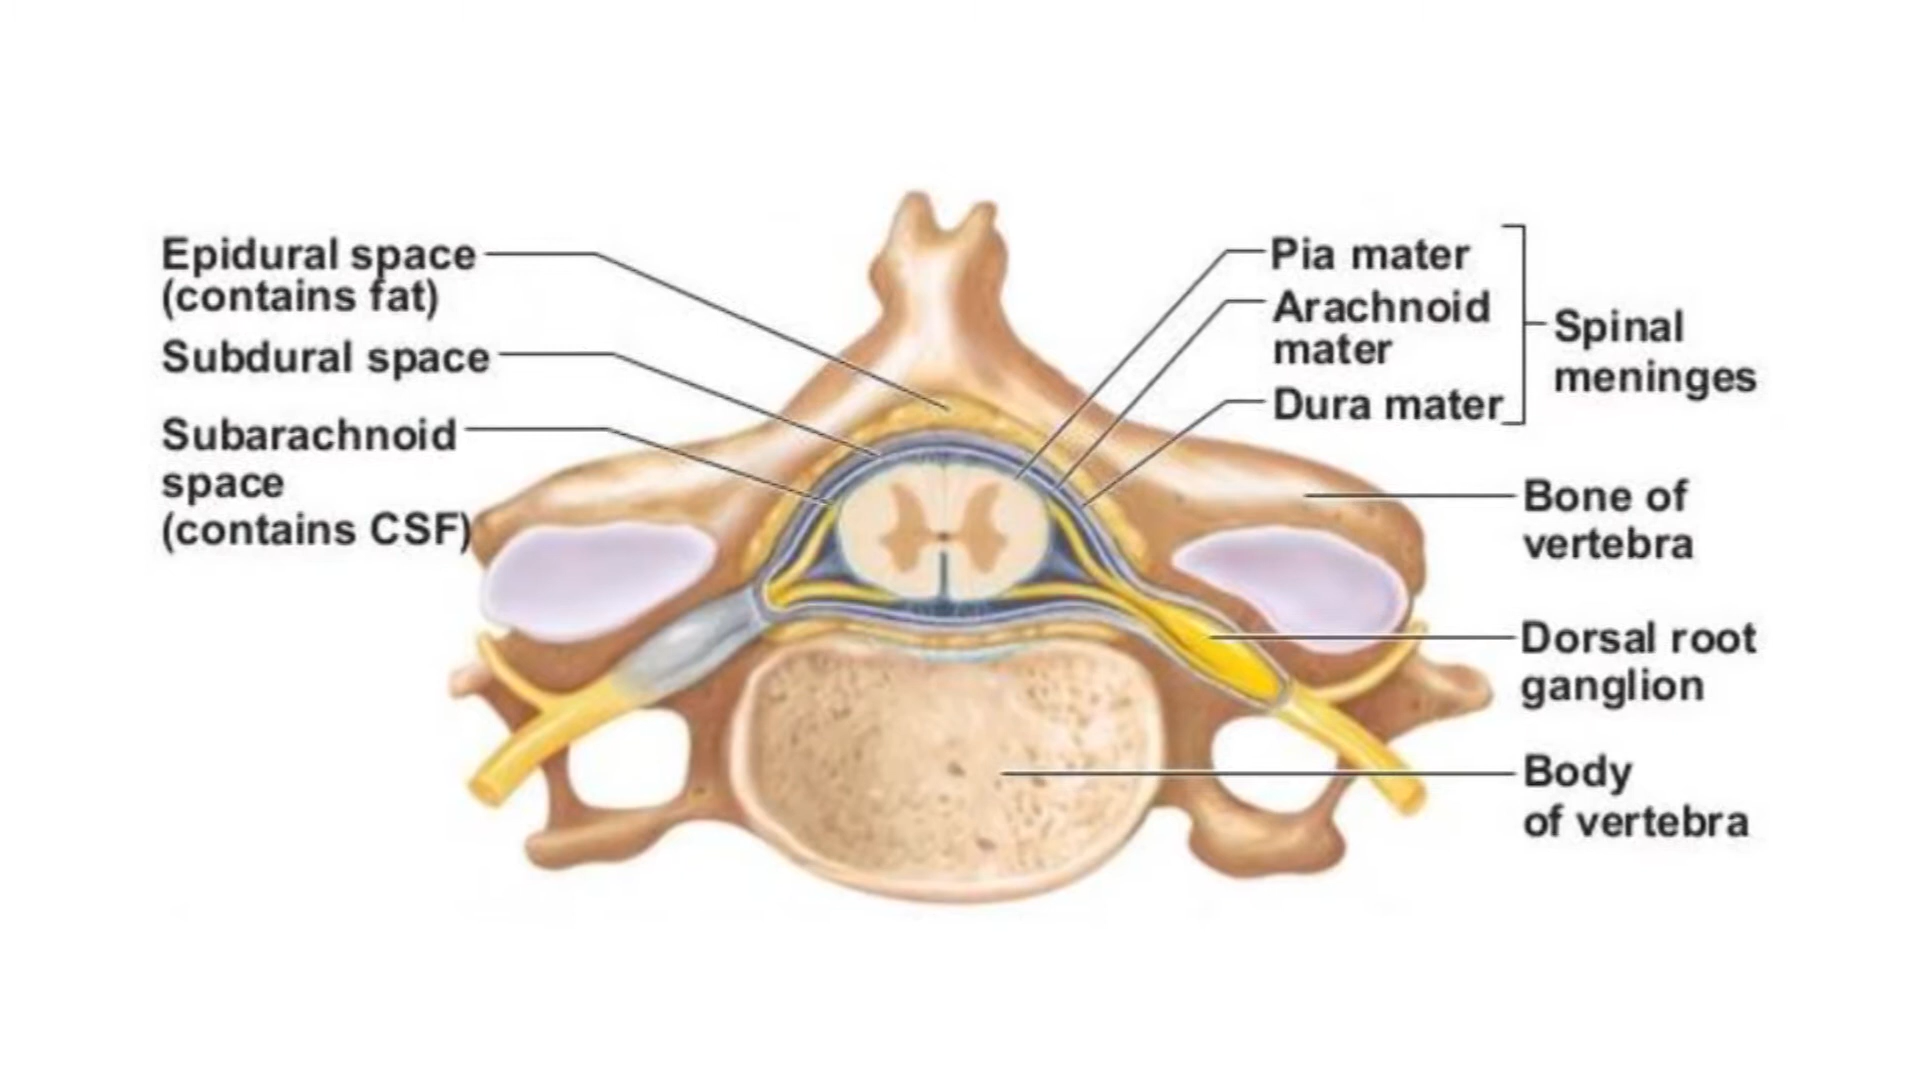 Epidural space
(contains fat)
Subdural space
Subarachnoid
space
(contains CSF)
Pia mater
Arachnoid
mater
Dura mater
Spinal
meninges
Bone of
vertebra
Dorsal root
ganglion
Body
of vertebra